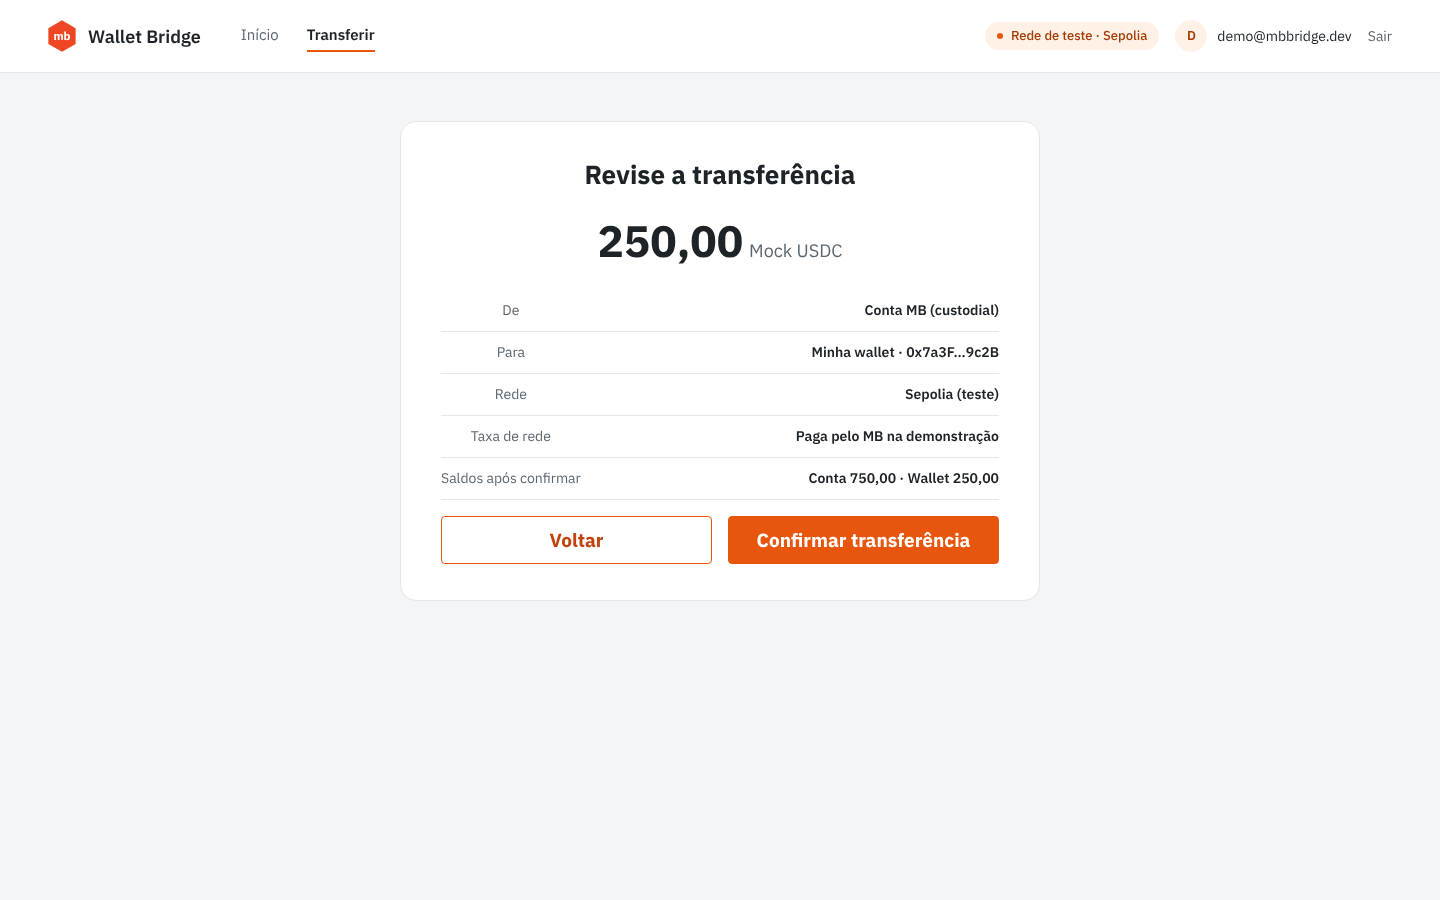 mb Wallet Bridge Início Transferir Rede de teste · Sepolia D demo@mbbridge.dev Sair
Revise a transferência
250,00 Mock USDC
De Conta MB (custodial)
Para Minha wallet · 0x7a3F...9c2B
Rede Sepolia (teste)
Taxa de rede Paga pelo MB na demonstração
Saldos após confirmar Conta 750,00 · Wallet 250,00
Voltar Confirmar transferência